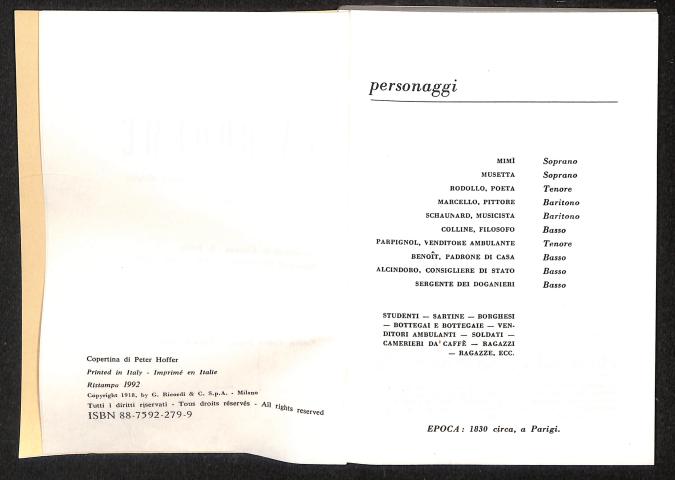 Copertina di Peter Hoffer
Printed in Italy - Imprimé en Italie
Ristampa 1992
Copyright 1918, by G. Ricordi & C. S.p.A. - Milano
Tutti i diritti riservati - Tous droits réservés - All rights reserved
ISBN 88-7592-279-9
personaggi
MIMÌ Soprano
MUSETTA Soprano
RODOLFO, POETA Tenore
MARCELLO, PITTORE Baritono
SCHAUNARD, MUSICISTA Baritono
COLLINE, FILOSOFO Basso
PARPIGNOL, VENDITORE AMBULANTE Tenore
BENOÎT, PADRONE DI CASA Basso
ALCINDORO, CONSIGLIERE DI STATO Basso
SERGENTE DEI DOGANIERI Basso
STUDENTI — SARTINE — BORGHESI
— BOTTEGAI E BOTTEGAIE — VEN-
DITORI AMBULANTI — SOLDATI —
CAMERIERI DA' CAFFÈ — RAGAZZI
— RAGAZZE, ECC.
EPOCA: 1830 circa, a Parigi.